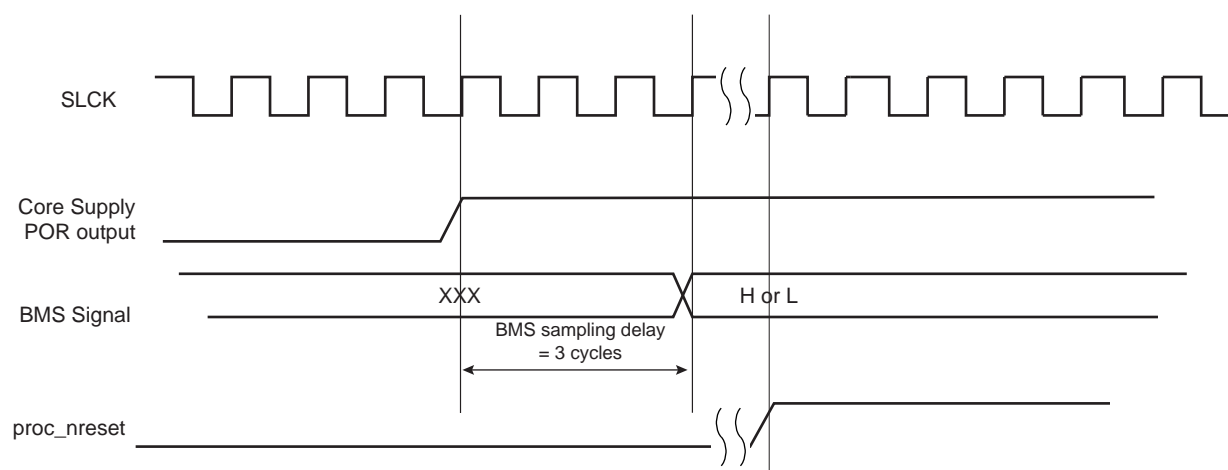 SLCK
Core Supply
POR output
BMS Signal
XXX
H or L
BMS sampling delay
= 3 cycles
proc_nreset